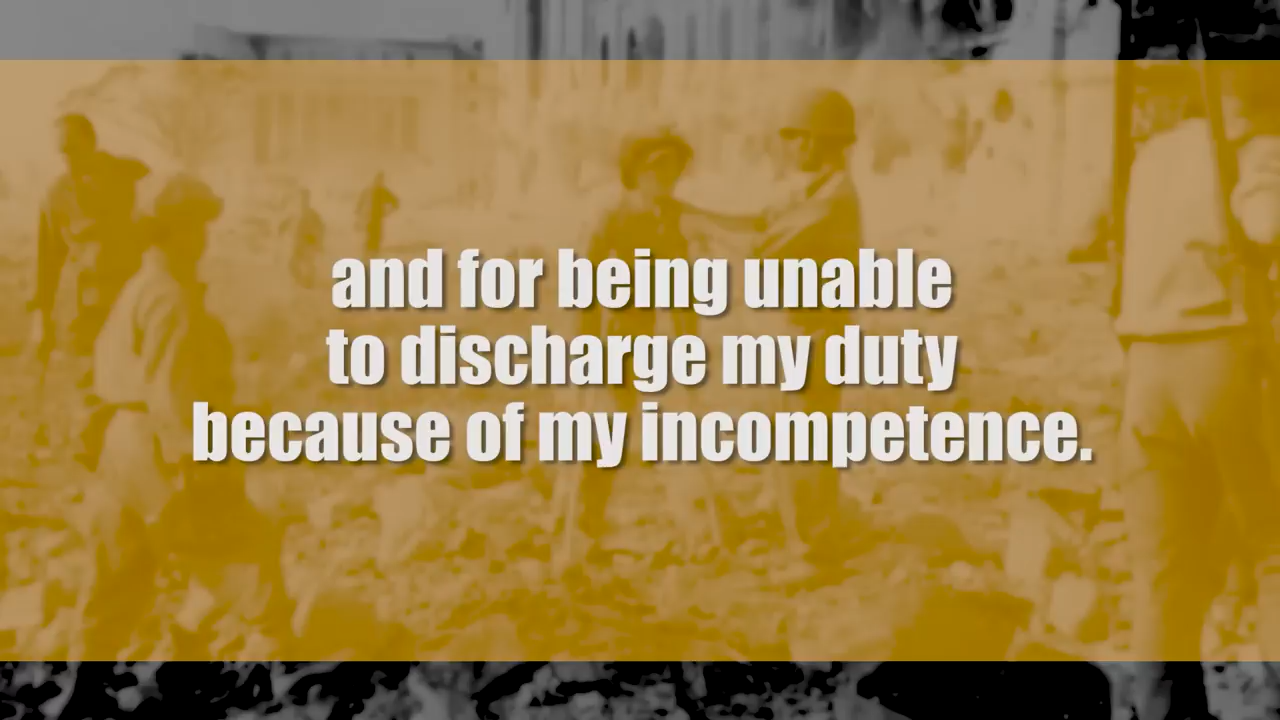 and for being unable
to discharge my duty
because of my incompetence.